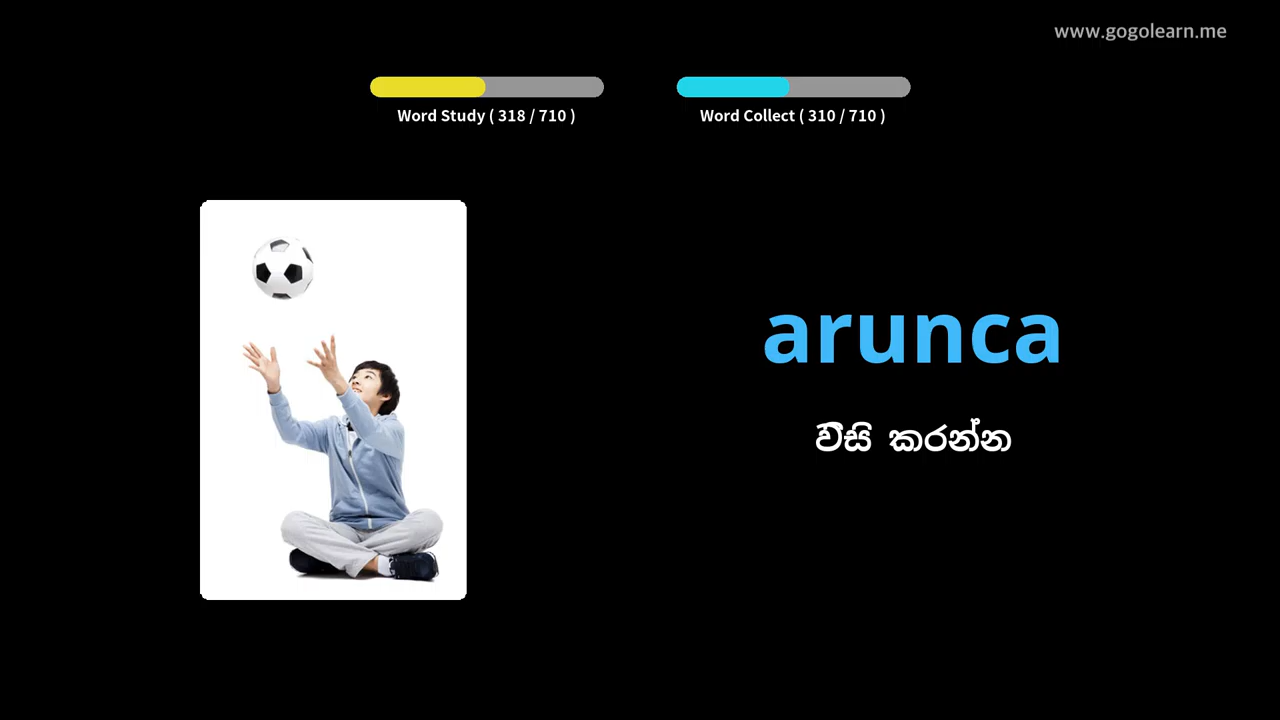 www.gogolearn.me
Word Study ( 318 / 710 )
Word Collect ( 310 / 710 )
arunca
වීසි කරන්න